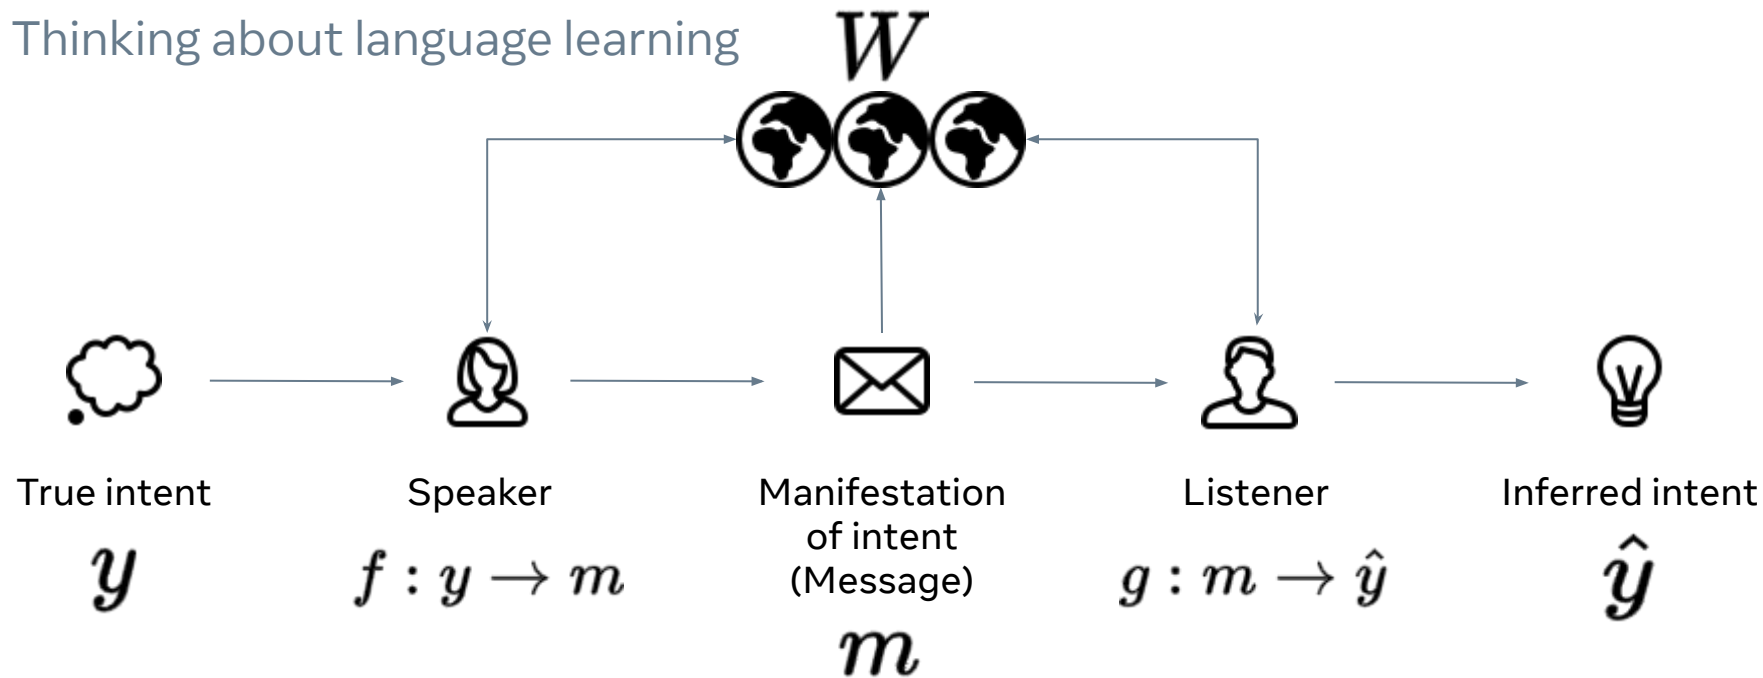 Thinking about language learning
W
True intent
Speaker
Manifestation
of intent
(Message)
Listener
Inferred intent
y
f : y → m
m
g : m → ŷ
ŷ